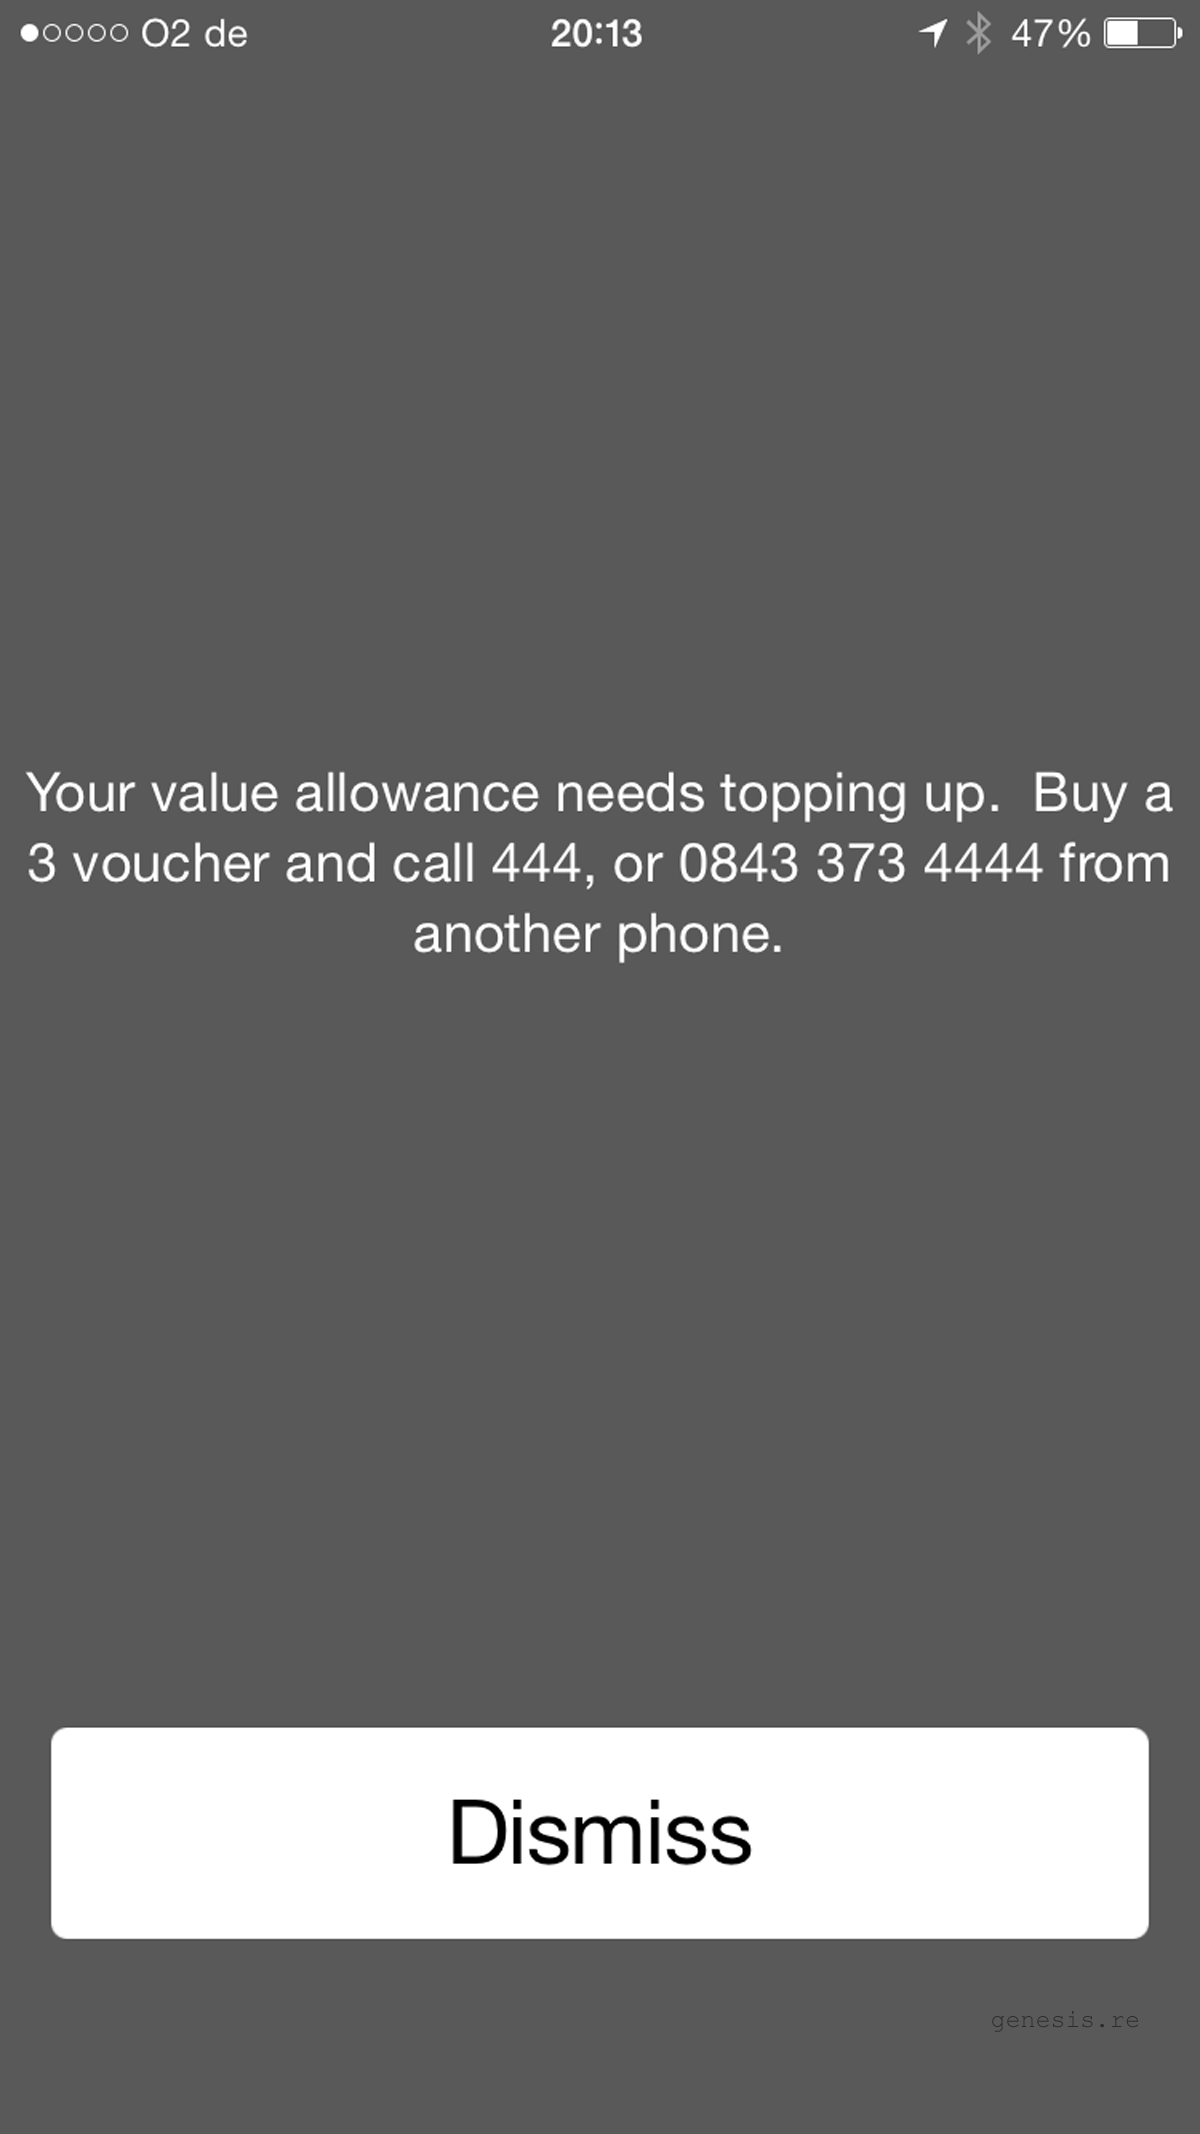 O2 de 20:13 47%
Your value allowance needs topping up.  Buy a
3 voucher and call 444, or 0843 373 4444 from
another phone.
Dismiss
genesis.re